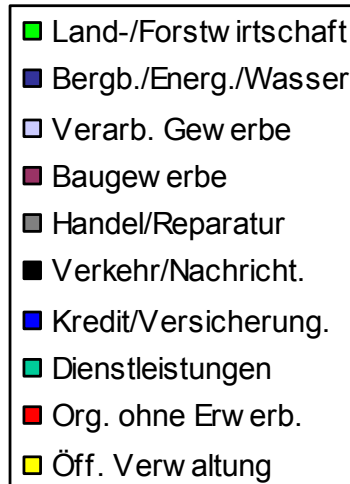 Land-/Forstwirtschaft
Bergb./Energ./Wasser
Verarb. Gewerbe
Baugewerbe
Handel/Reparatur
Verkehr/Nachricht.
Kredit/Versicherung.
Dienstleistungen
Org. ohne Erwerb.
Öff. Verwaltung